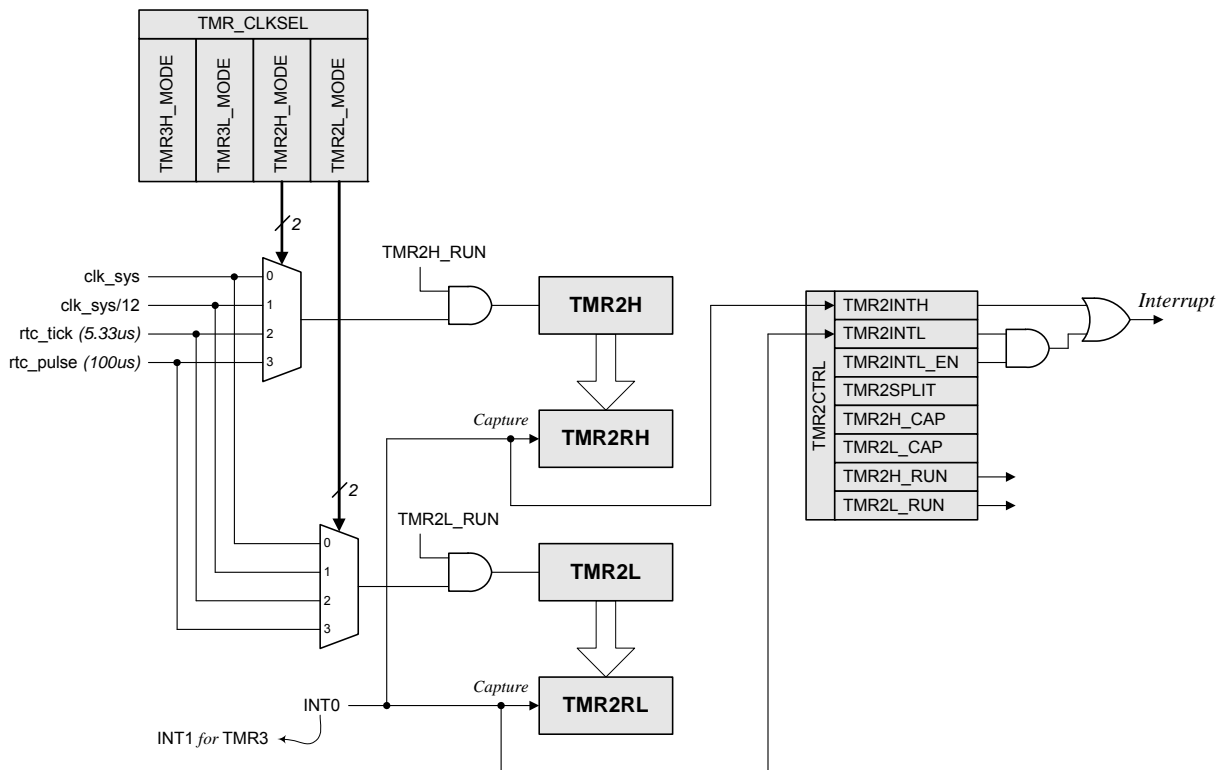 TMR_CLKSEL
TMR3H_MODE
TMR3L_MODE
TMR2H_MODE
TMR2L_MODE
2
clk_sys
clk_sys/12
rtc_tick (5.33us)
rtc_pulse (100us)
0
1
2
3
TMR2H_RUN
TMR2H
Capture
TMR2RH
2
0
1
2
3
TMR2L_RUN
TMR2L
Capture
TMR2RL
INT0
INT1 for TMR3
TMR2CTRL
TMR2INTH
TMR2INTL
TMR2INTL_EN
TMR2SPLIT
TMR2H_CAP
TMR2L_CAP
TMR2H_RUN
TMR2L_RUN
Interrupt